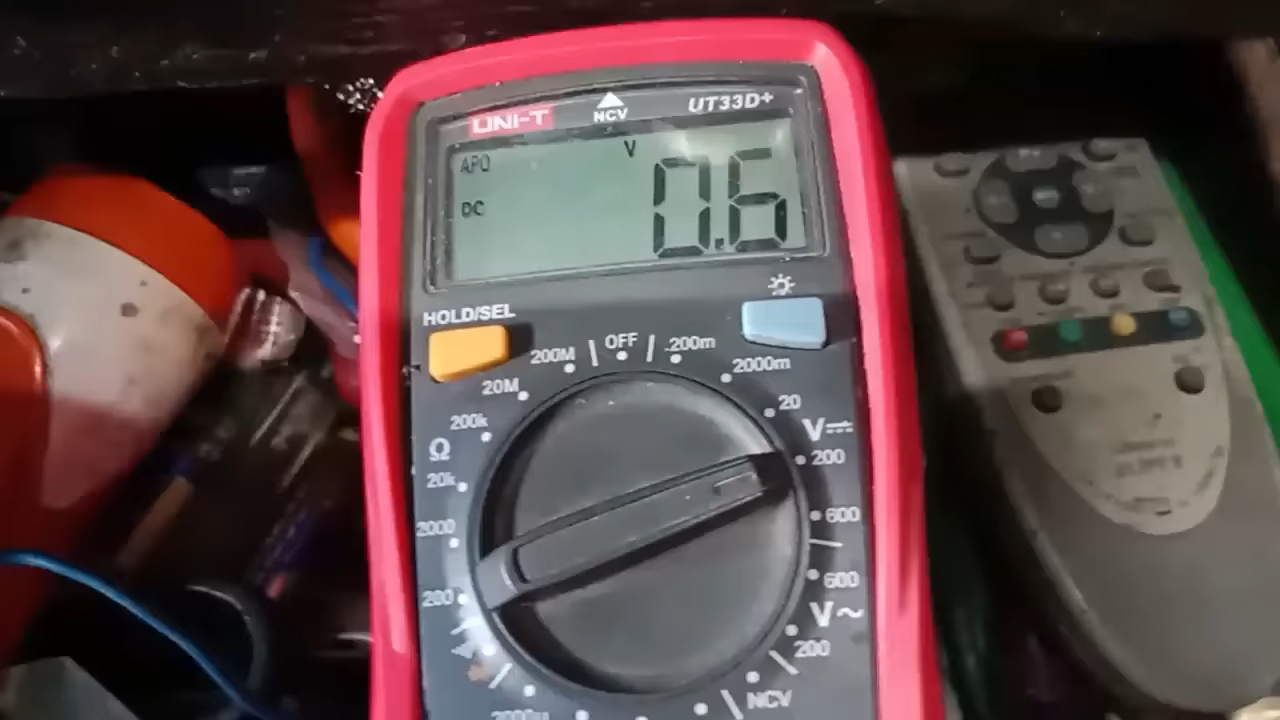 UNI-T
NCV
UT33D+
APO
V
DC
0.6
HOLD/SEL
OFF
200m
200M
2000m
20M
20
200k
V
Ω
200
20k
600
2000
600
200
V~
200
NCV
2000μ